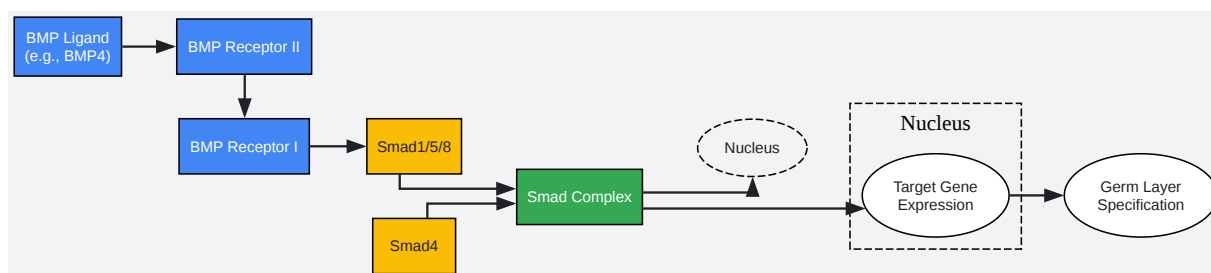 BMP Ligand
(e.g., BMP4)
BMP Receptor II
BMP Receptor I
Smad1/5/8
Smad4
Smad Complex
Nucleus
Nucleus
Target Gene
Expression
Germ Layer
Specification